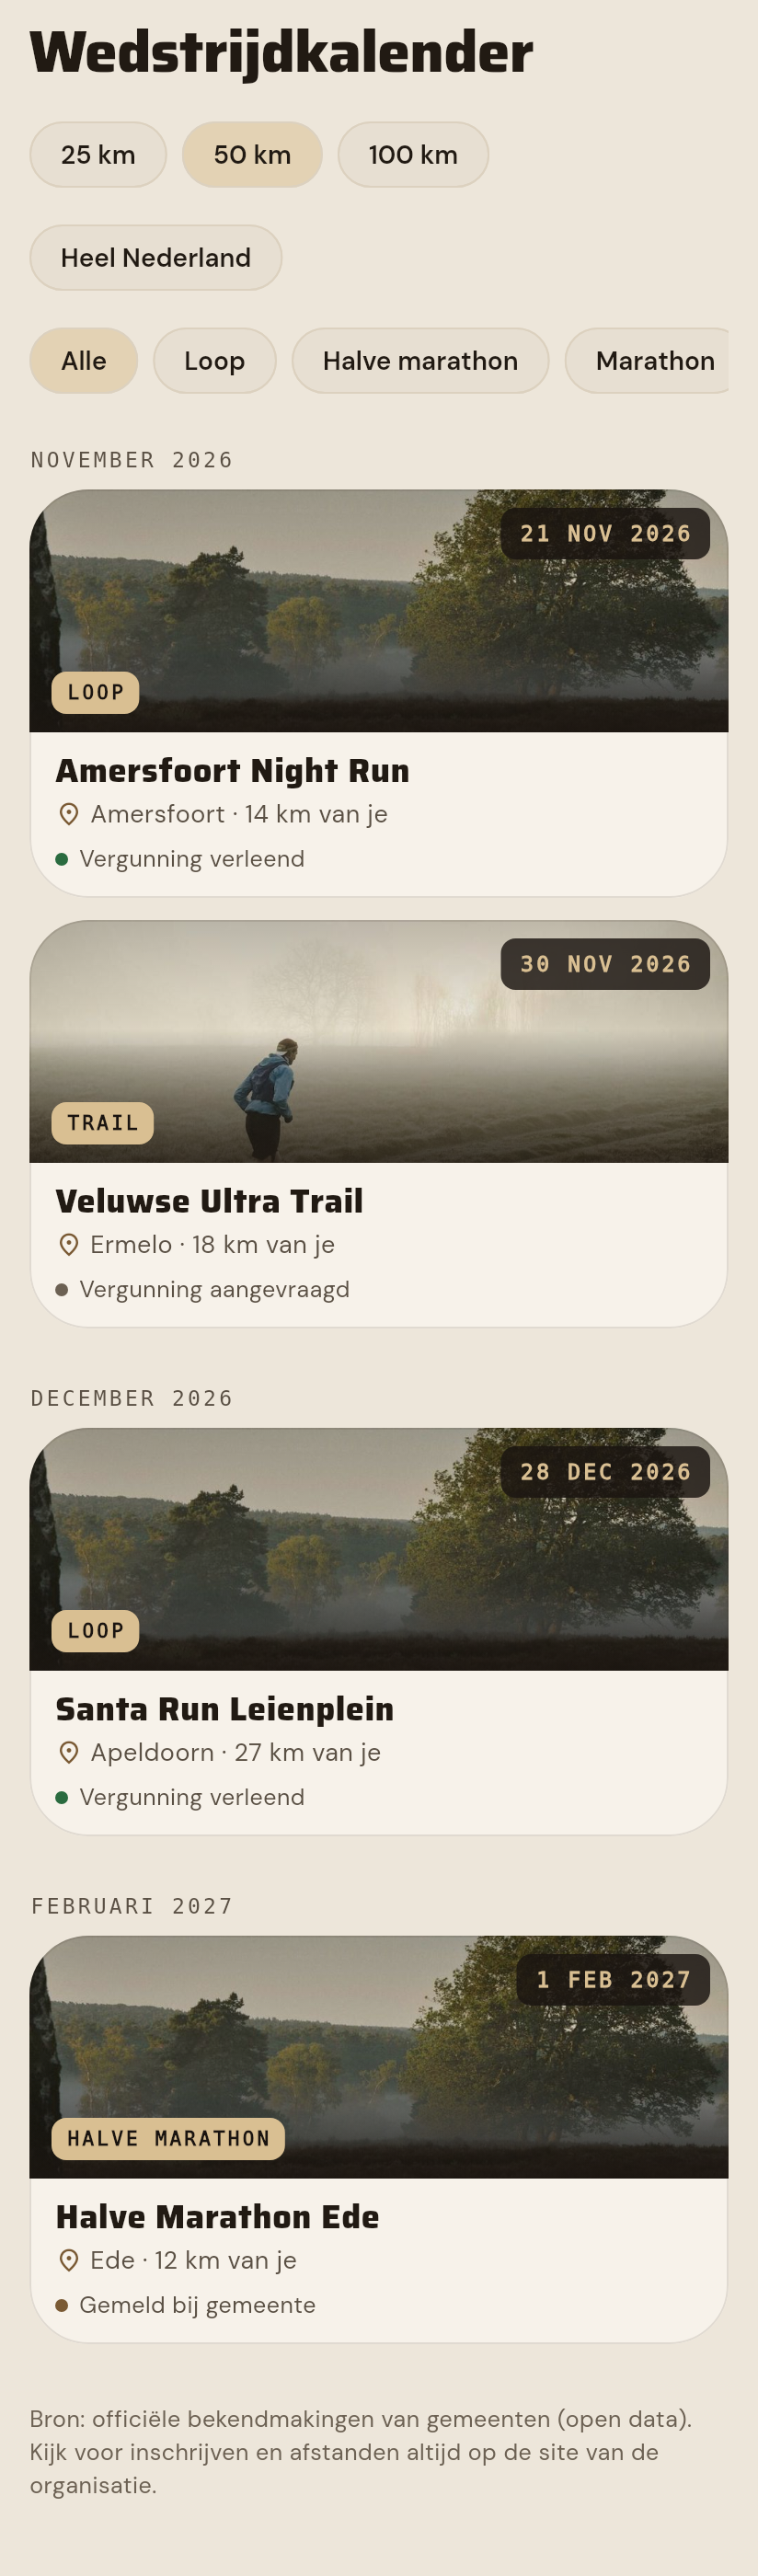 Wedstrijdkalender
25 km 50 km 100 km
Heel Nederland
Alle Loop Halve marathon Marathon
NOVEMBER 2026
21 NOV 2026
LOOP
Amersfoort Night Run
Amersfoort · 14 km van je
Vergunning verleend
30 NOV 2026
TRAIL
Veluwse Ultra Trail
Ermelo · 18 km van je
Vergunning aangevraagd
DECEMBER 2026
28 DEC 2026
LOOP
Santa Run Leienplein
Apeldoorn · 27 km van je
Vergunning verleend
FEBRUARI 2027
1 FEB 2027
HALVE MARATHON
Halve Marathon Ede
Ede · 12 km van je
Gemeld bij gemeente
Bron: officiële bekendmakingen van gemeenten (open data).
Kijk voor inschrijven en afstanden altijd op de site van de
organisatie.